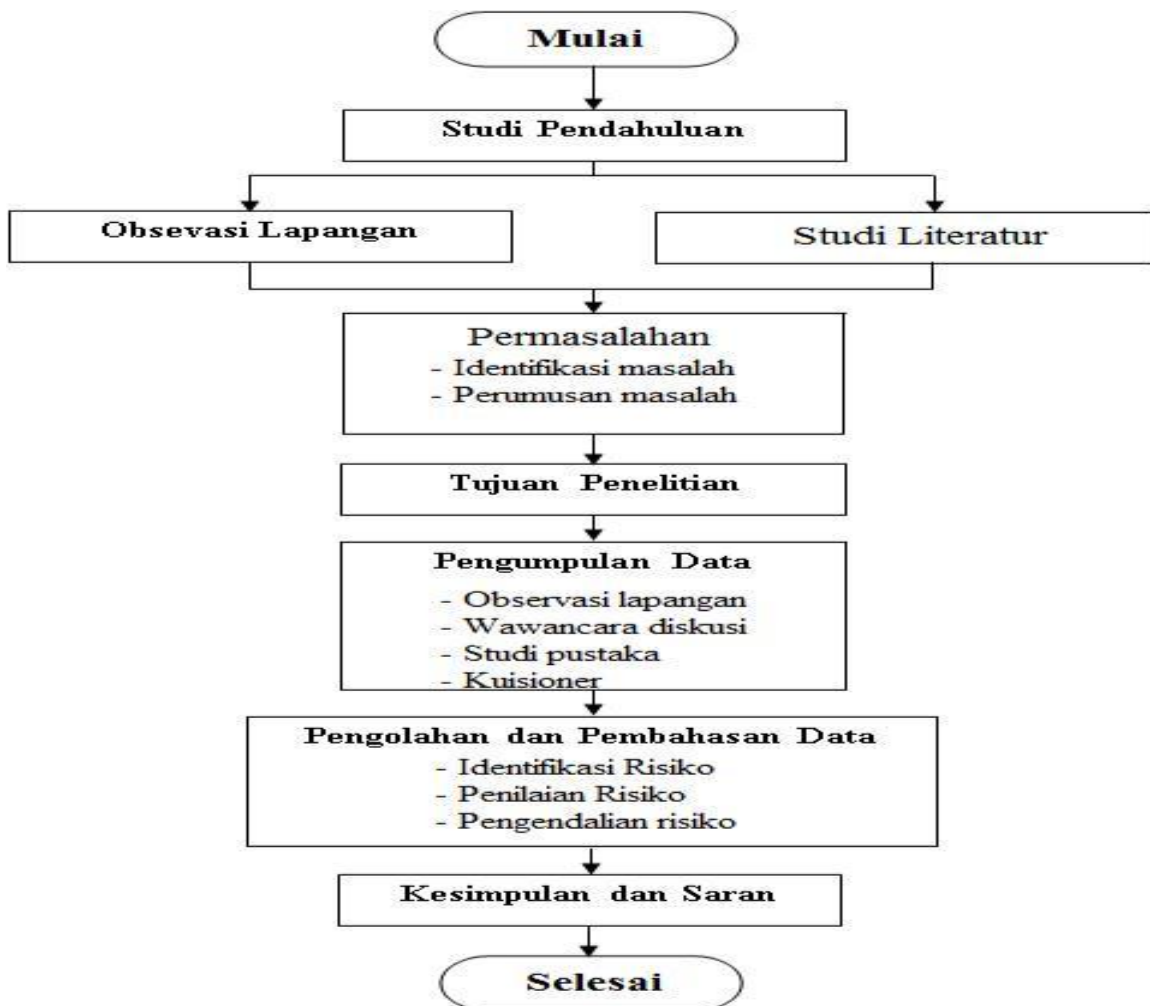 Mulai
Studi Pendahuluan
Obsevasi Lapangan
Studi Literatur
Permasalahan
- Identifikasi masalah
- Perumusan masalah
Tujuan Penelitian
Pengumpulan Data
- Observasi lapangan
- Wawancara diskusi
- Studi pustaka
- Kuisioner
Pengolahan dan Pembahasan Data
- Identifikasi Risiko
- Penilaian Risiko
- Pengendalian risiko
Kesimpulan dan Saran
Selesai